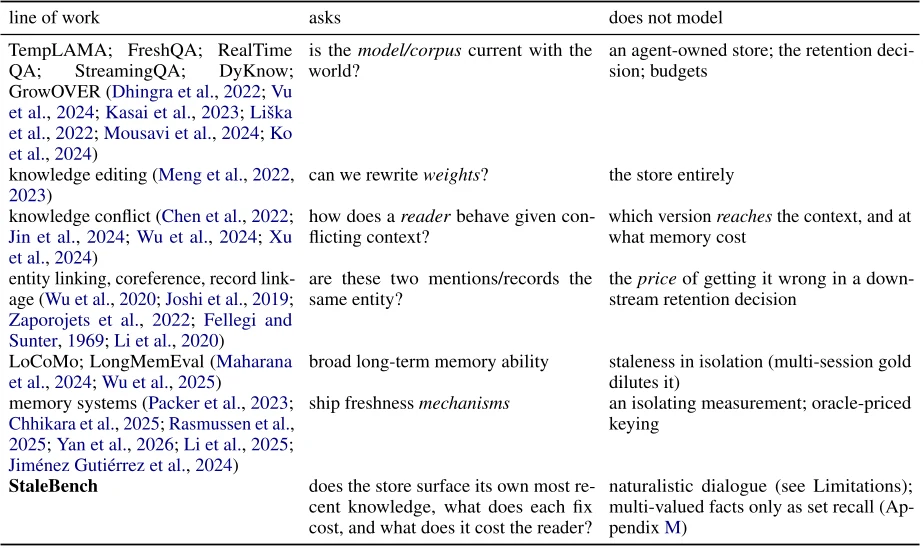 line of work asks does not model
TempLAMA; FreshQA; RealTime is the model/corpus current with the an agent-owned store; the retention deci-
QA; StreamingQA; DyKnow; world? sion; budgets
GrowOVER (Dhingra et al., 2022; Vu
et al., 2024; Kasai et al., 2023; Liška
et al., 2022; Mousavi et al., 2024; Ko
et al., 2024)
knowledge editing (Meng et al., 2022, can we rewrite weights? the store entirely
2023)
knowledge conflict (Chen et al., 2022; how does a reader behave given con- which version reaches the context, and at
Jin et al., 2024; Wu et al., 2024; Xu flicting context? what memory cost
et al., 2024)
entity linking, coreference, record link- are these two mentions/records the the price of getting it wrong in a down-
age (Wu et al., 2020; Joshi et al., 2019; same entity? stream retention decision
Zaporojets et al., 2022; Fellegi and
Sunter, 1969; Li et al., 2020)
LoCoMo; LongMemEval (Maharana broad long-term memory ability staleness in isolation (multi-session gold
et al., 2024; Wu et al., 2025) dilutes it)
memory systems (Packer et al., 2023; ship freshness mechanisms an isolating measurement; oracle-priced
Chhikara et al., 2025; Rasmussen et al., keying
2025; Yan et al., 2026; Li et al., 2025;
Jiménez Gutiérrez et al., 2024)
StaleBench does the store surface its own most re- naturalistic dialogue (see Limitations);
cent knowledge, what does each fix multi-valued facts only as set recall (Ap-
cost, and what does it cost the reader? pendix M)